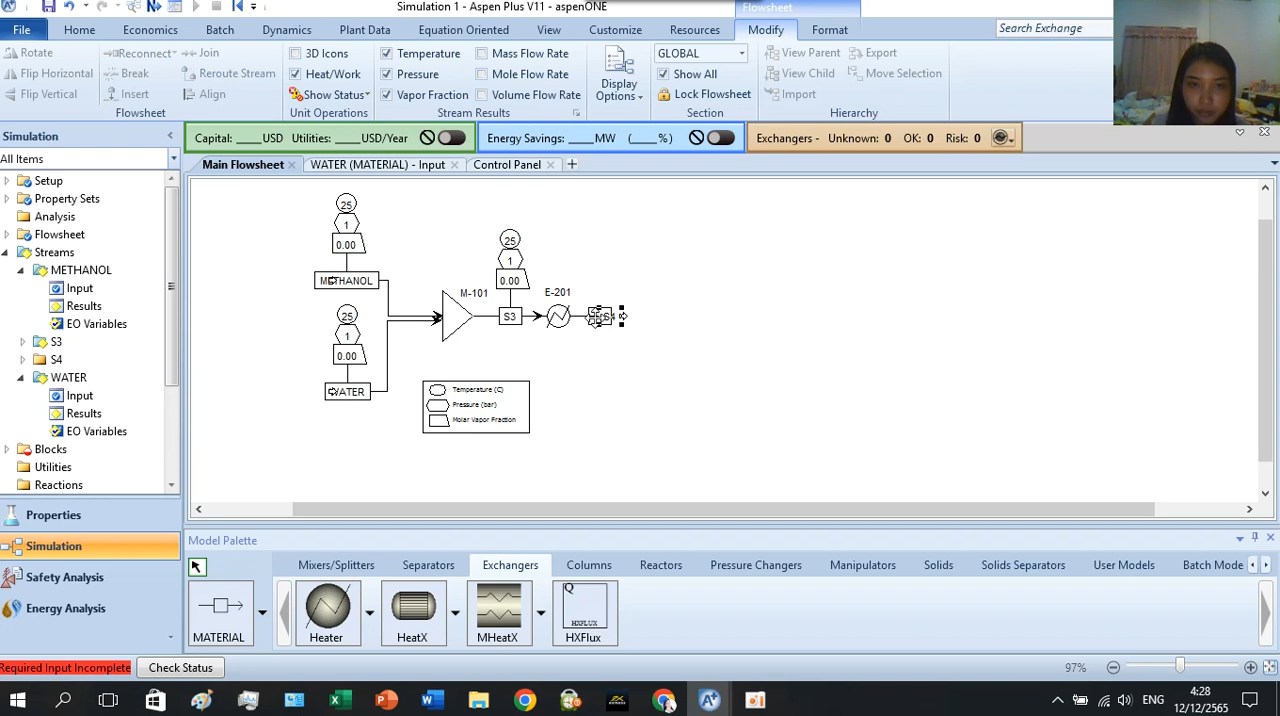 Simulation 1 - Aspen Plus V11 - aspenONE
Flowsheet
File Home Economics Batch Dynamics Plant Data Equation Oriented View Customize Resources Modify Format Search Exchange
Rotate
Flip Horizontal
Flip Vertical
Reconnect Join
Break Reroute Stream
Insert Align
Flowsheet
3D Icons
Heat/Work
Show Status
Unit Operations
Temperature Mass Flow Rate
Pressure Mole Flow Rate
Vapor Fraction Volume Flow Rate
Stream Results
Display Options
GLOBAL
Show All
Lock Flowsheet
Section
View Parent Export
View Child Move Selection
Import
Hierarchy
Capital: ____ USD Utilities: ____ USD/Year
Energy Savings: ____ MW (____ %)
Exchangers - Unknown: 0 OK: 0 Risk: 0
Simulation
All Items
Setup
Property Sets
Analysis
Flowsheet
Streams
METHANOL
Input
Results
EO Variables
S3
S4
WATER
Input
Results
EO Variables
Blocks
Utilities
Reactions
Properties
Simulation
Safety Analysis
Energy Analysis
Main Flowsheet WATER (MATERIAL) - Input Control Panel
25
1
0.00
METHANOL
25
1
0.00
WATER
M-101
25
1
0.00
S3
E-201
Temperature (C)
Pressure (bar)
Molar Vapor Fraction
Model Palette
Mixers/Splitters Separators Exchangers Columns Reactors Pressure Changers Manipulators Solids Solids Separators User Models Batch Mode
MATERIAL Heater HeatX MHeatX
Q
HXFLUX
HXFlux
Required Input Incomplete Check Status 97%
ENG
4:28
12/12/2565